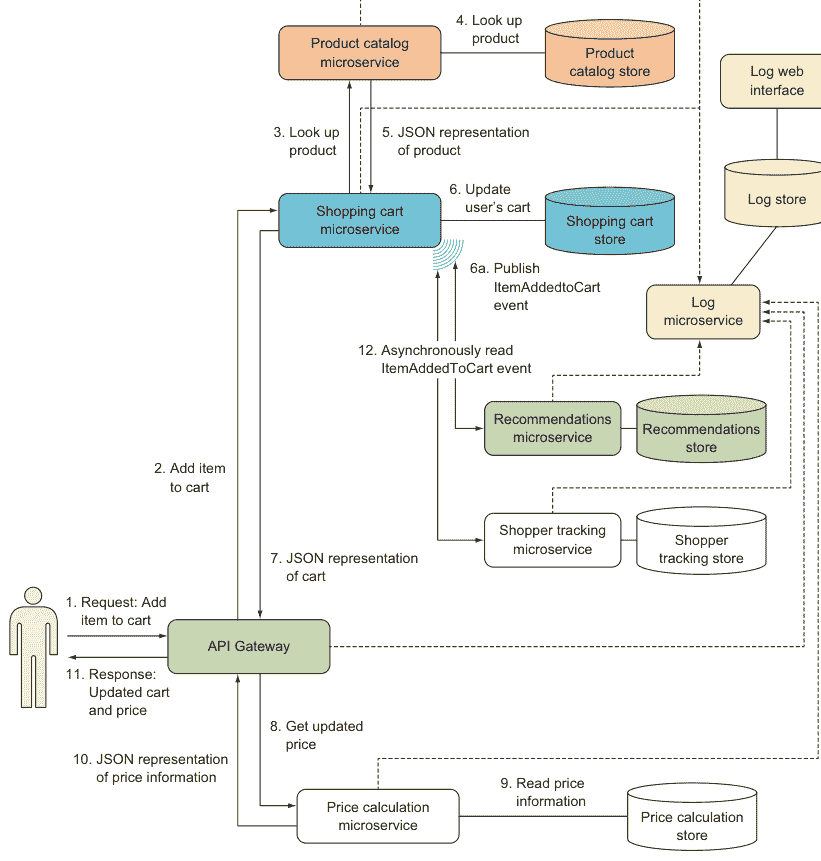 4. Look up
product
Product catalog
microservice
Product
catalog store
Log web
interface
3. Look up
product
5. JSON representation
of product
6. Update
user's cart
Shopping cart
microservice
Shopping cart
store
Log store
6a. Publish
ItemAddedtoCart
event
Log
microservice
12. Asynchronously read
ItemAddedToCart event
Recommendations
microservice
Recommendations
store
2. Add item
to cart
Shopper tracking
microservice
Shopper
tracking store
7. JSON representation
of cart
1. Request: Add
item to cart
API Gateway
11. Response:
Updated cart
and price
8. Get updated
price
10. JSON representation
of price information
9. Read price
information
Price calculation
microservice
Price calculation
store